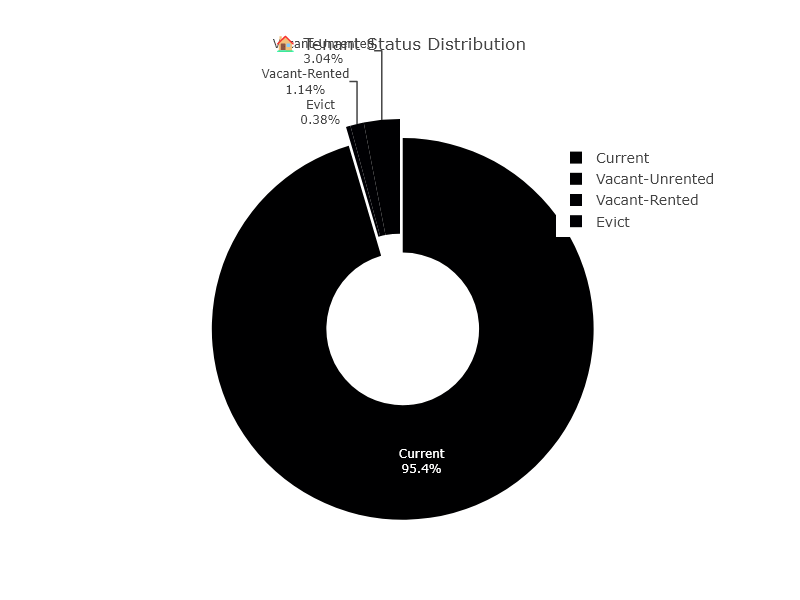 🏠 Tenant Status Distribution
Vacant-Unrented
3.04%
Vacant-Rented
1.14%
Evict
0.38%
Current
Vacant-Unrented
Vacant-Rented
Evict
Current
95.4%